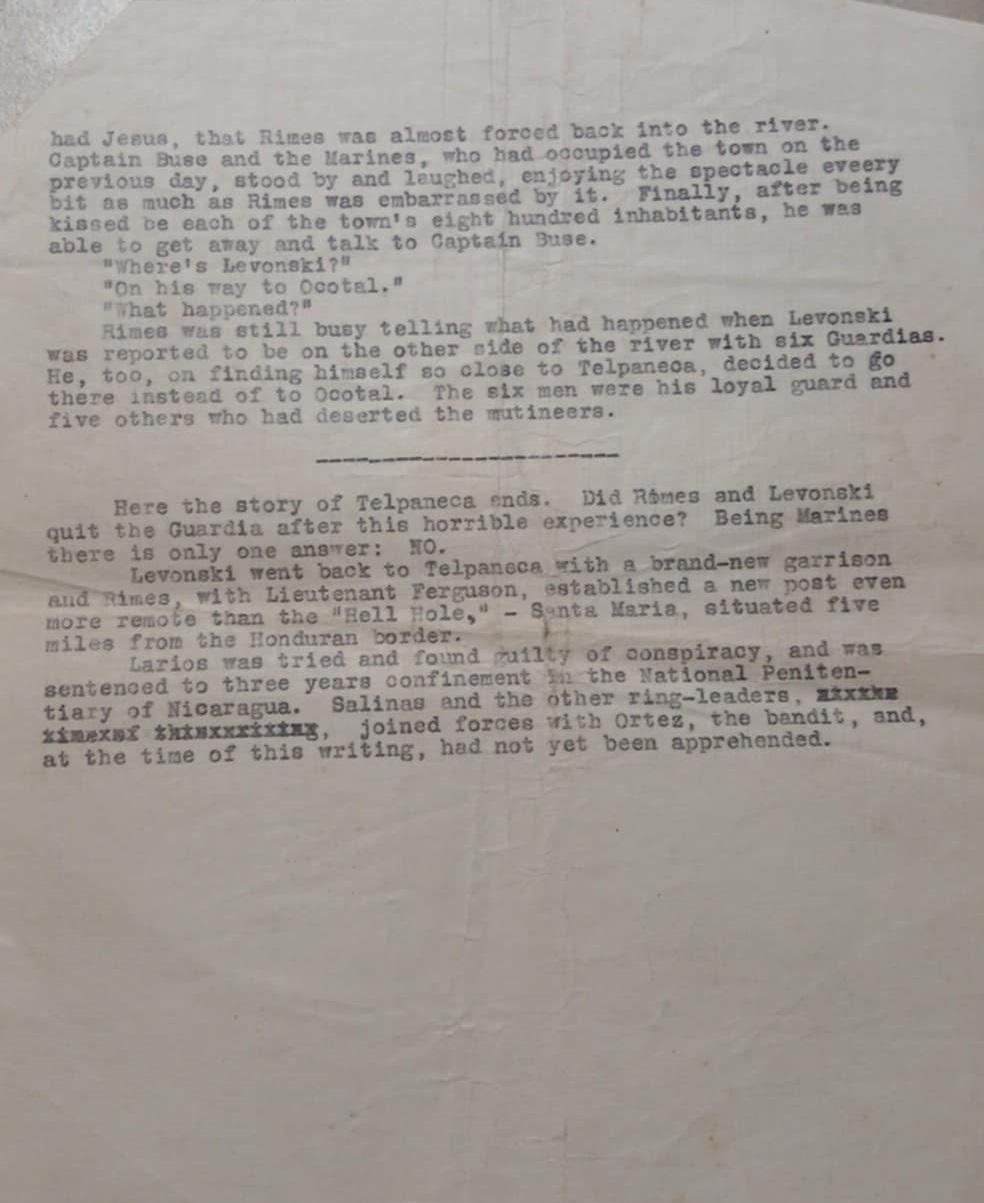 had Jesus, that Rimes was almost forced back into the river.
Captain Buse and the Marines, who had occupied the town on the
previous day, stood by and laughed, enjoying the spectacle eveery
bit as much as Rimes was embarrassed by it. Finally, after being
kissed be each of the town's eight hundred inhabitants, he was
able to get away and talk to Captain Buse.
"Where's Levonski?"
"On his way to Ocotal."
"What happened?"
Rimes was still busy telling what had happened when Levonski
was reported to be on the other side of the river with six Guardias.
He, too, on finding himself so close to Telpaneca, decided to go
there instead of to Ocotal. The six men were his loyal guard and
five others who had deserted the mutineers.
----------------------
Here the story of Telpaneca ends. Did Rimes and Levonski
quit the Guardia after this horrible experience? Being Marines
there is only one answer: NO.
Levonski went back to Telpaneca with a brand-new garrison
and Rimes, with Lieutenant Ferguson, established a new post even
more remote than the "Hell Hole," - Santa Maria, situated five
miles from the Honduran border.
Larios was tried and found guilty of conspiracy, and was
sentenced to three years confinement in the National Peniten-
tiary of Nicaragua. Salinas and the other ring-leaders,
, joined forces with Ortez, the bandit, and,
at the time of this writing, had not yet been apprehended.